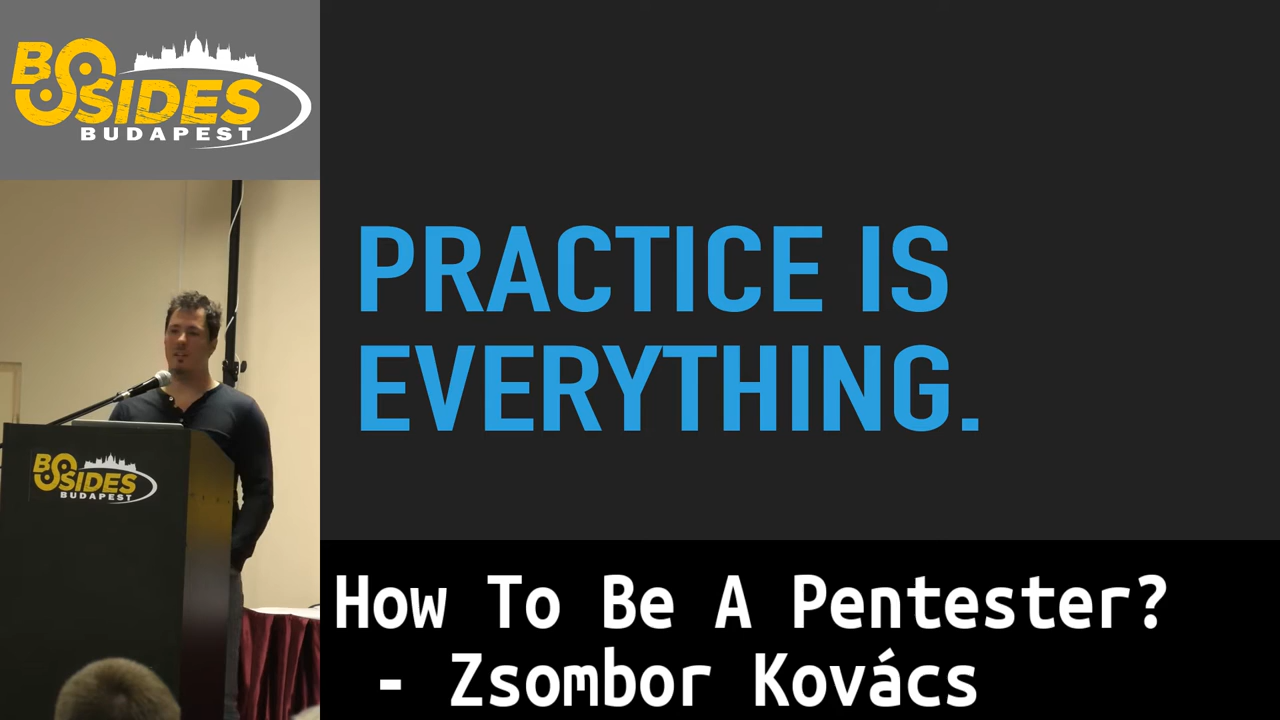 BSIDES
BUDAPEST
PRACTICE IS
EVERYTHING.
BSIDES
BUDAPEST
How To Be A Pentester?
- Zsombor Kovács